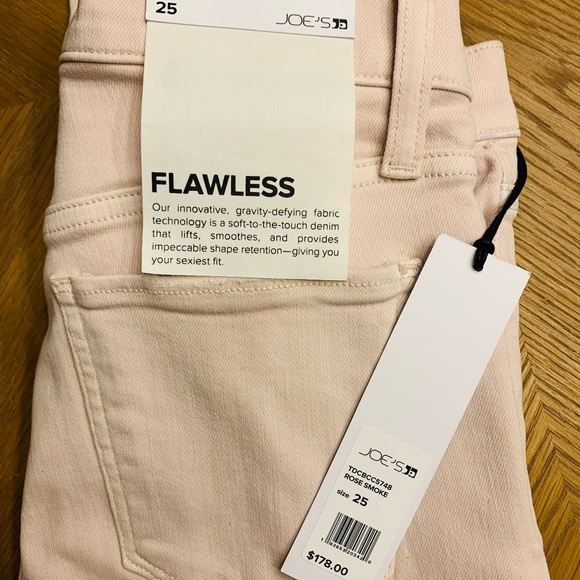 25
JOE'S
FLAWLESS
Our innovative, gravity-defying fabric
technology is a soft-to-the-touch denim
that lifts, smoothes, and provides
impeccable shape retention—giving you
your sexiest fit.
JOE'S
TDCBCC5748
ROSE SMOKE
size 25
$178.00